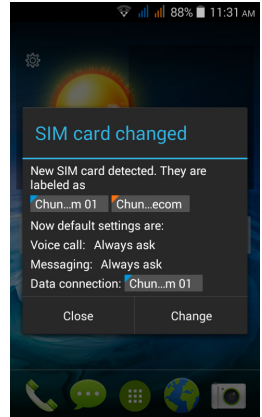 88% 11:31 AM
SIM card changed
New SIM card detected. They are
labeled as
Chun...m 01 Chun...ecom
Now default settings are:
Voice call: Always ask
Messaging: Always ask
Data connection: Chun...m 01
Close Change